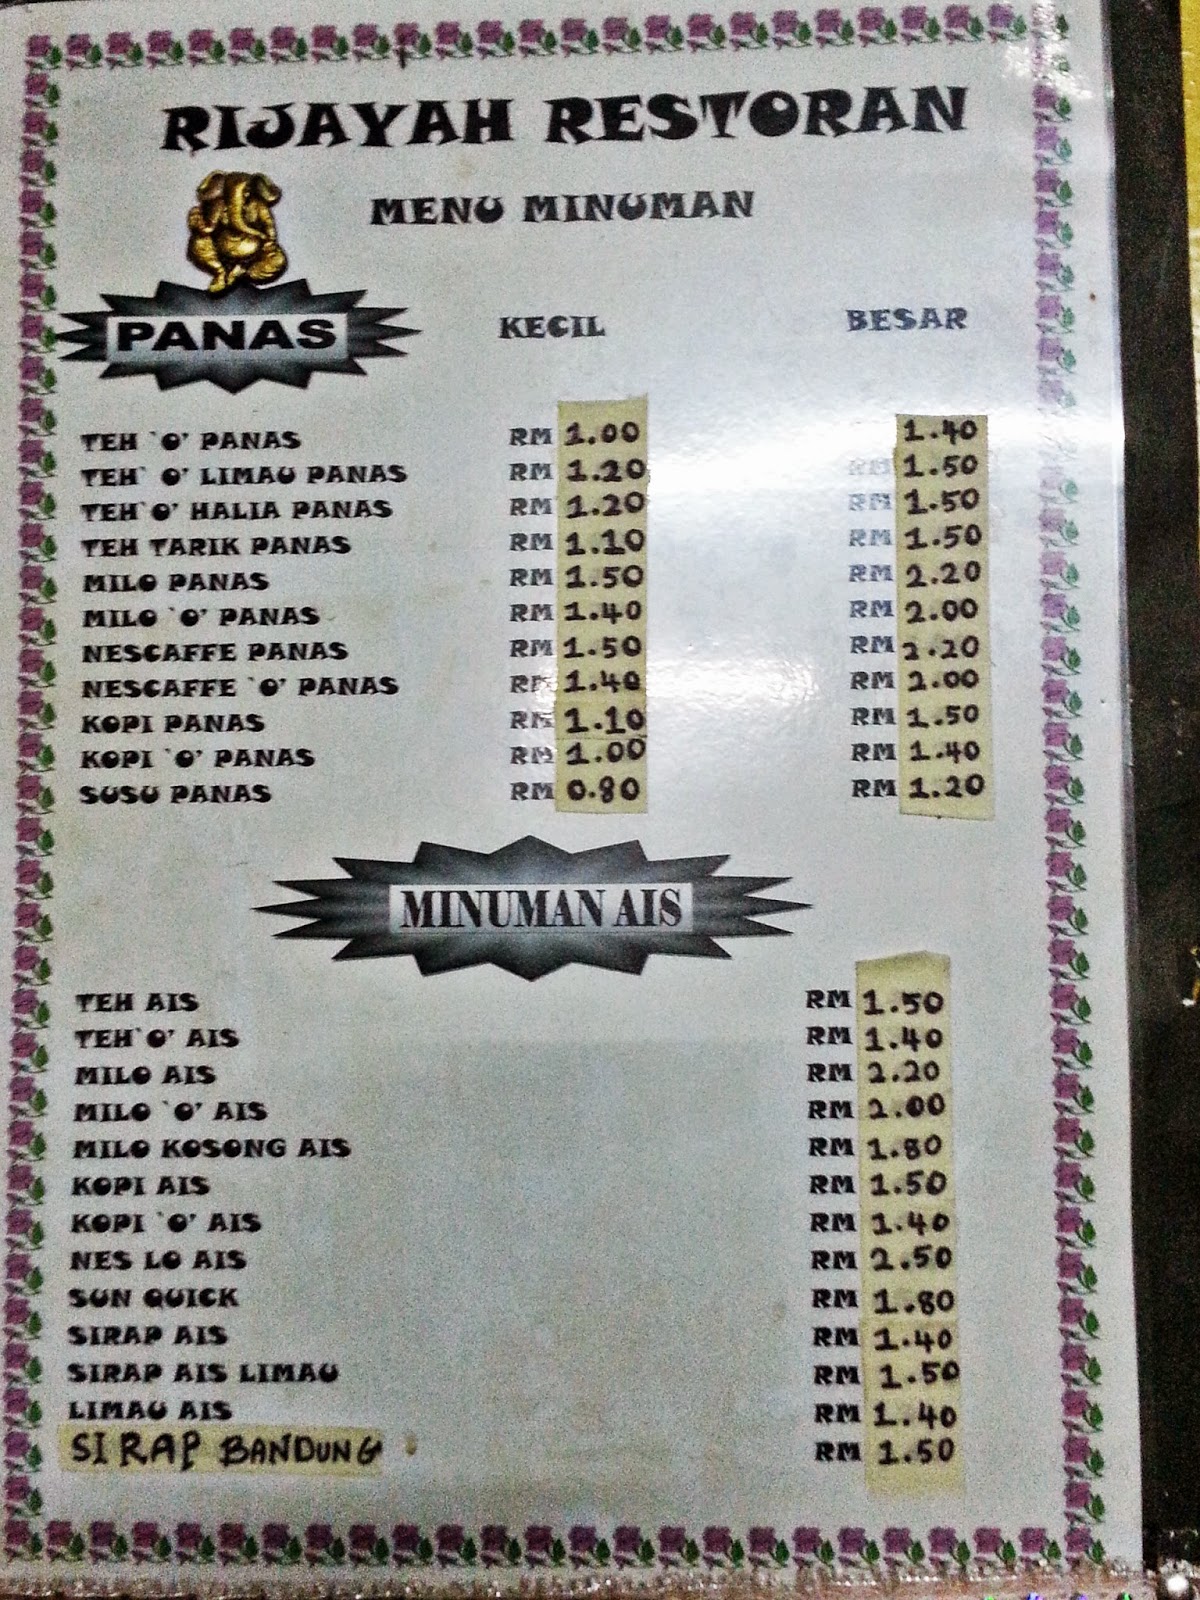 RIJAYAH RESTORAN
MENU MINUMAN
PANAS KECIL BESAR
TEH `O' PANAS RM 1.00 1.40
TEH` O' LIMAU PANAS RM 1.20 RM 1.50
TEH`O' HALIA PANAS RM 1.20 RM 1.50
TEH TARIK PANAS RM 1.10 RM 1.50
MILO PANAS RM 1.50 RM 2.20
MILO `O' PANAS RM 1.40 RM 2.00
NESCAFFE PANAS RM 1.50 RM 2.20
NESCAFFE `O' PANAS RM 1.40 RM 2.00
KOPI PANAS RM 1.10 RM 1.50
KOPI `O' PANAS RM 1.00 RM 1.40
SUSU PANAS RM 0.80 RM 1.20
MINUMAN AIS
TEH AIS RM 1.50
TEH`O' AIS RM 1.40
MILO AIS RM 2.20
MILO `O' AIS RM 2.00
MILO KOSONG AIS RM 1.80
KOPI AIS RM 1.50
KOPI `O' AIS RM 1.40
NES LO AIS RM 2.50
SUN QUICK RM 1.80
SIRAP AIS RM 1.40
SIRAP AIS LIMAU RM 1.50
LIMAU AIS RM 1.40
SIRAP BANDUNG RM 1.50